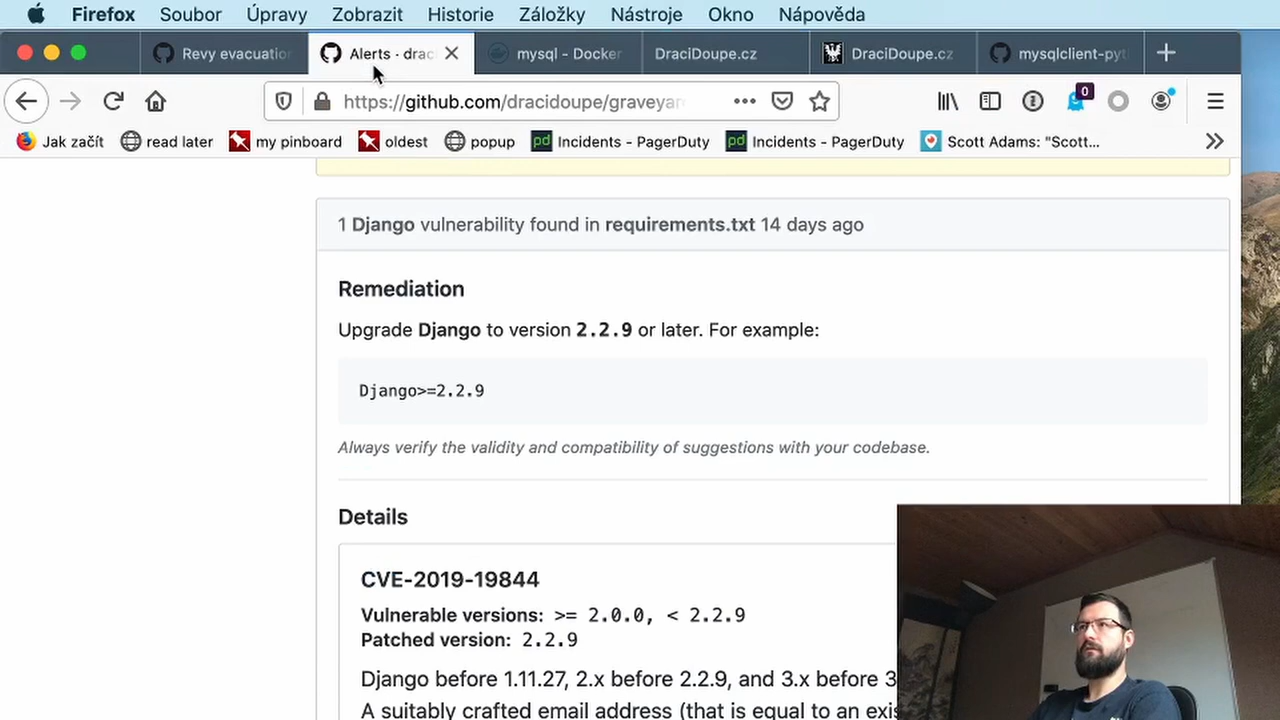 Firefox Soubor Úpravy Zobrazit Historie Záložky Nástroje Okno Nápověda
Revy evacuation Alerts · drac mysql - Docker DraciDoupe.cz DraciDoupe.cz mysqlclient-pyt
https://github.com/dracidoupe/graveyar
0
Jak začít read later my pinboard oldest popup pd Incidents - PagerDuty pd Incidents - PagerDuty Scott Adams: "Scott...
1 Django vulnerability found in requirements.txt 14 days ago
Remediation
Upgrade Django to version 2.2.9 or later. For example:
Django>=2.2.9
Always verify the validity and compatibility of suggestions with your codebase.
Details
CVE-2019-19844
Vulnerable versions: >= 2.0.0, < 2.2.9
Patched version: 2.2.9
Django before 1.11.27, 2.x before 2.2.9, and 3.x before 3
A suitably crafted email address (that is equal to an exis